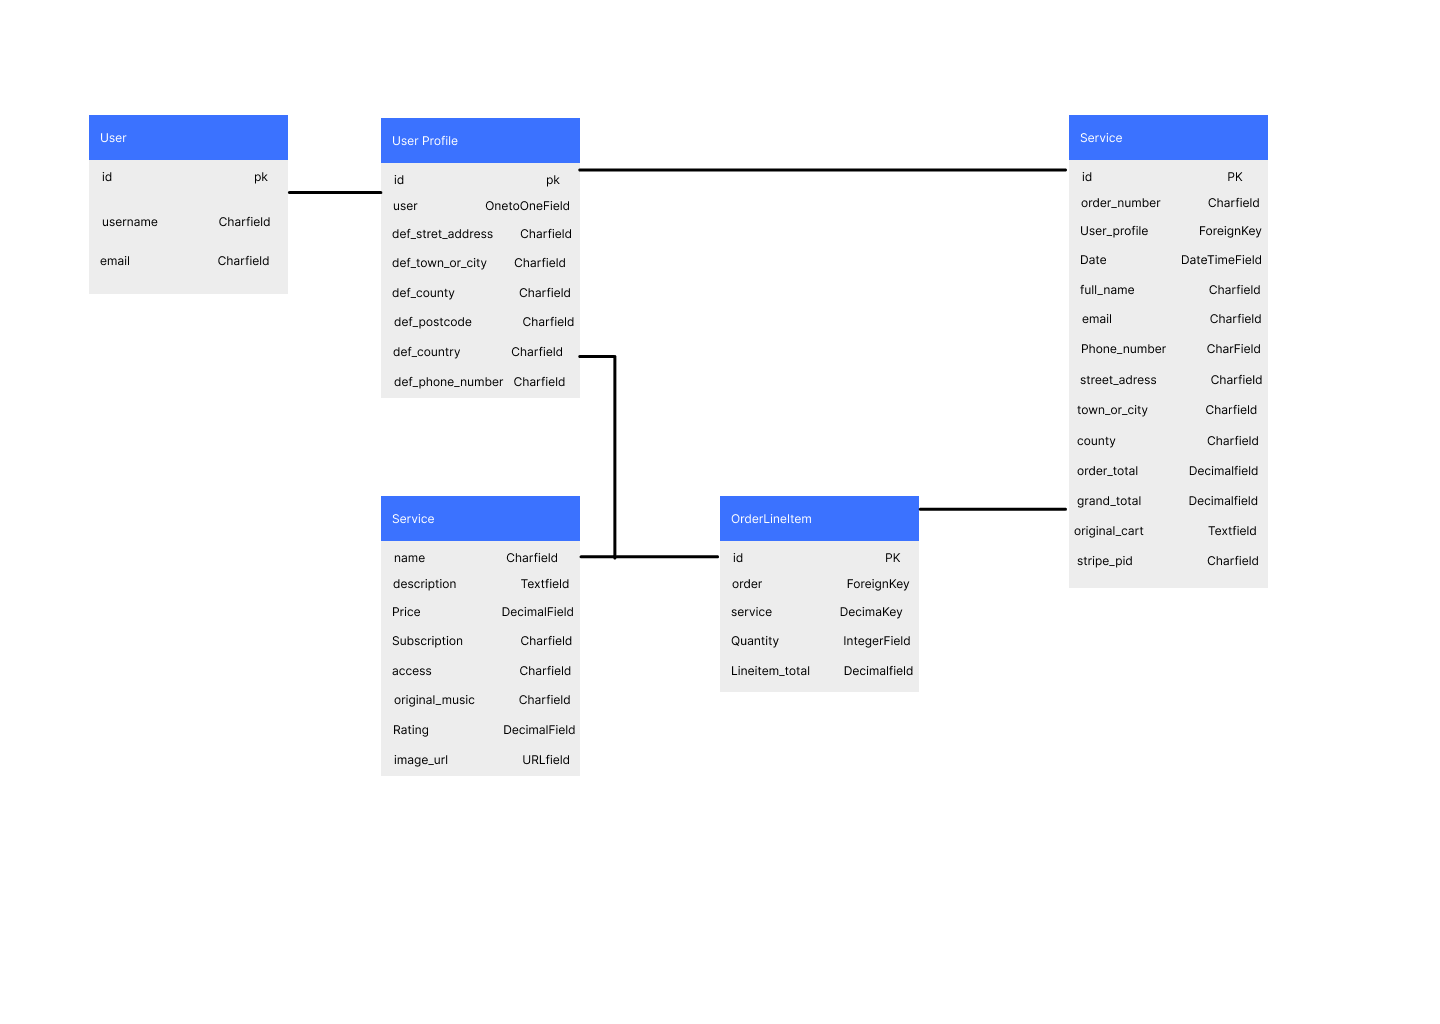 User
id pk
username Charfield
email Charfield
User Profile
id pk
user OnetoOneField
def_stret_address Charfield
def_town_or_city Charfield
def_county Charfield
def_postcode Charfield
def_country Charfield
def_phone_number Charfield
Service
id PK
order_number Charfield
User_profile ForeignKey
Date DateTimeField
full_name Charfield
email Charfield
Phone_number CharField
street_adress Charfield
town_or_city Charfield
county Charfield
order_total Decimalfield
grand_total Decimalfield
original_cart Textfield
stripe_pid Charfield
Service
name Charfield
description Textfield
Price DecimalField
Subscription Charfield
access Charfield
original_music Charfield
Rating DecimalField
image_url URLfield
OrderLineItem
id PK
order ForeignKey
service DecimaKey
Quantity IntegerField
Lineitem_total Decimalfield